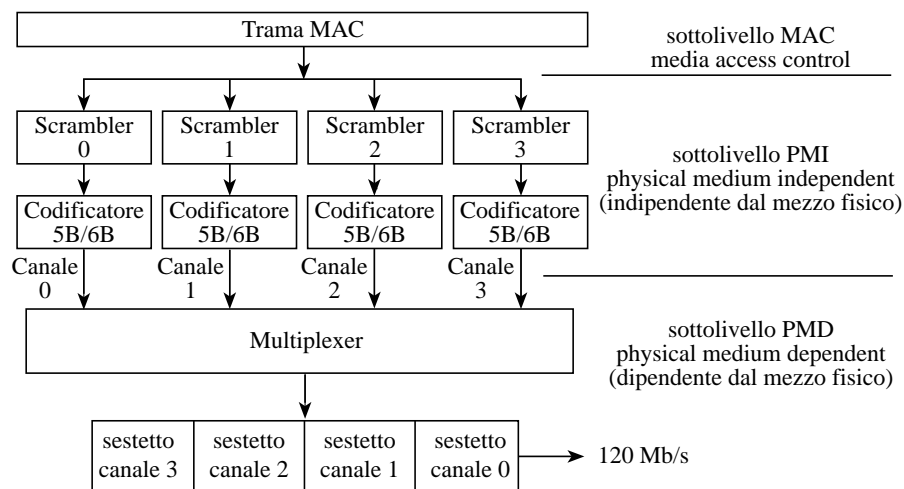 Trama MAC
sottolivello MAC
media access control
Scrambler
0
Scrambler
1
Scrambler
2
Scrambler
3
sottolivello PMI
physical medium independent
(indipendente dal mezzo fisico)
Codificatore
5B/6B
Codificatore
5B/6B
Codificatore
5B/6B
Codificatore
5B/6B
Canale
0
Canale
1
Canale
2
Canale
3
Multiplexer
sottolivello PMD
physical medium dependent
(dipendente dal mezzo fisico)
sestetto
canale 3
sestetto
canale 2
sestetto
canale 1
sestetto
canale 0
120 Mb/s